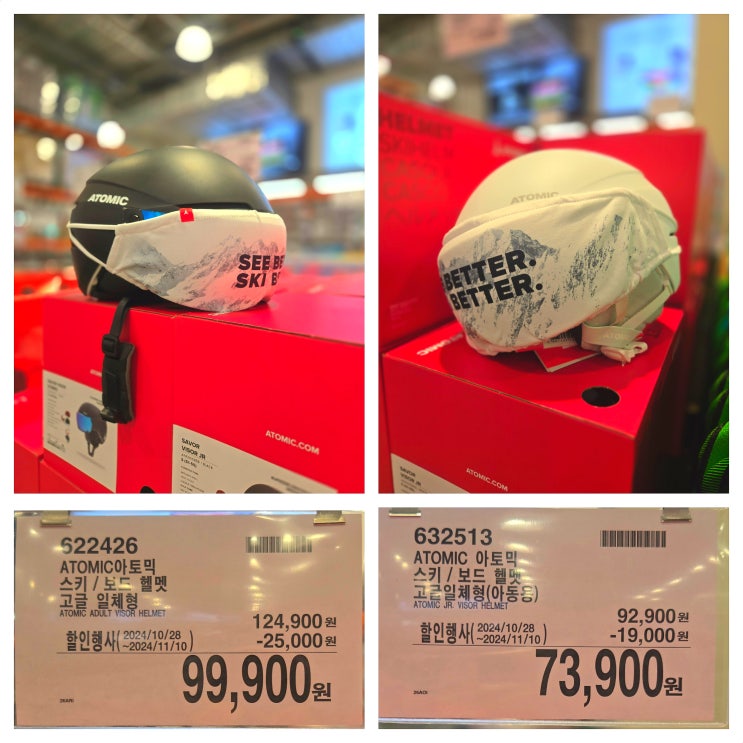 ATOMIC
SEE BE
SKI B
ATOMIC.COM
SAVOR
VISOR JR
HELMET
ATOMIC
BETTER.
BETTER.
ATOMIC.COM
SAVOR
VISOR JR
622426
ATOMIC아토믹
스키 / 보드 헬멧
고글 일체형
ATOMIC ADULT VISOR HELMET
124,900원
할인행사(2024/10/28
~2024/11/10) -25,000원
99,900원
632513
ATOMIC 아토믹
스키 / 보드 헬멧
고글일체형(아동용)
ATOMIC JR. VISOR HELMET
92,900원
할인행사(2024/10/28
~2024/11/10) -19,000원
73,900원